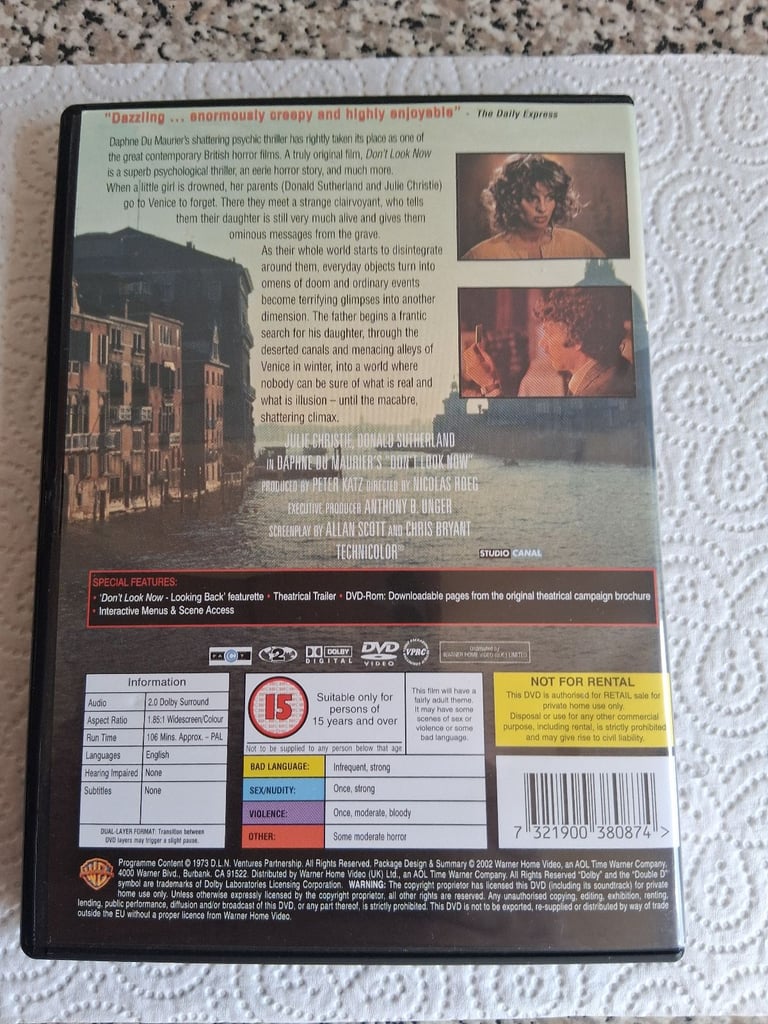 "Dazzling ... enormously creepy and highly enjoyable" - The Daily Express
Daphne Du Maurier's shattering psychic thriller has rightly taken its place as one of
the great contemporary British horror films. A truly original film, Don't Look Now
is a superb psychological thriller, an eerie horror story, and much more.
When a little girl is drowned, her parents (Donald Sutherland and Julie Christie)
go to Venice to forget. There they meet a strange clairvoyant, who tells
them their daughter is still very much alive and gives them
ominous messages from the grave.
As their whole world starts to disintegrate
around them, everyday objects turn into
omens of doom and ordinary events
become terrifying glimpses into another
dimension. The father begins a frantic
search for his daughter, through the
deserted canals and menacing alleys of
Venice in winter, into a world where
nobody can be sure of what is real and
what is illusion – until the macabre,
shattering climax.
JULIE CHRISTIE, DONALD SUTHERLAND
IN DAPHNE DU MAURIER'S "DON'T LOOK NOW"
PRODUCED BY PETER KATZ DIRECTED BY NICOLAS ROEG
EXECUTIVE PRODUCER ANTHONY B. UNGER
SCREENPLAY BY ALLAN SCOTT AND CHRIS BRYANT
TECHNICOLOR®
STUDIO CANAL
SPECIAL FEATURES:
• 'Don't Look Now - Looking Back' featurette • Theatrical Trailer • DVD-Rom: Downloadable pages from the original theatrical campaign brochure
• Interactive Menus & Scene Access
FACT 2 DOLBY DIGITAL DVD VIDEO VPRC
WARNER HOME VIDEO (U.K.) LIMITED
Information
Audio 2.0 Dolby Surround
Aspect Ratio 1.85:1 Widescreen/Colour
Run Time 106 Mins. Approx. – PAL
Languages English
Hearing Impaired None
Subtitles None
DUAL-LAYER FORMAT: Transition between
DVD layers may trigger a slight pause.
15
Suitable only for
persons of
15 years and over
Not to be supplied to any person below that age
This film will have a
fairly adult theme.
It may have some
scenes of sex or
violence or some
bad language.
BAD LANGUAGE: Infrequent, strong
SEX/NUDITY: Once, strong
VIOLENCE: Once, moderate, bloody
OTHER: Some moderate horror
NOT FOR RENTAL
This DVD is authorised for RETAIL sale for
private home use only.
Disposal or use for any other commercial
purpose, including rental, is strictly prohibited
and may give rise to civil liability.
7 321900 380874 >
Programme Content © 1973 D.L.N. Ventures Partnership. All Rights Reserved. Package Design & Summary © 2002 Warner Home Video, an AOL Time Warner Company,
4000 Warner Blvd., Burbank. CA 91522. Distributed by Warner Home Video (UK) Ltd., an AOL Time Warner Company. All Rights Reserved "Dolby" and the "Double D"
symbol are trademarks of Dolby Laboratories Licensing Corporation. WARNING: The copyright proprietor has licensed this DVD (including its soundtrack) for private
home use only. Unless otherwise expressly licensed by the copyright proprietor, all other rights are reserved. Any unauthorised copying, editing, exhibition, renting,
lending, public performance, diffusion and/or broadcast of this DVD, or any part thereof, is strictly prohibited. This DVD is not to be exported, re-supplied or distributed by way of trade
outside the EU without a proper licence from Warner Home Video.